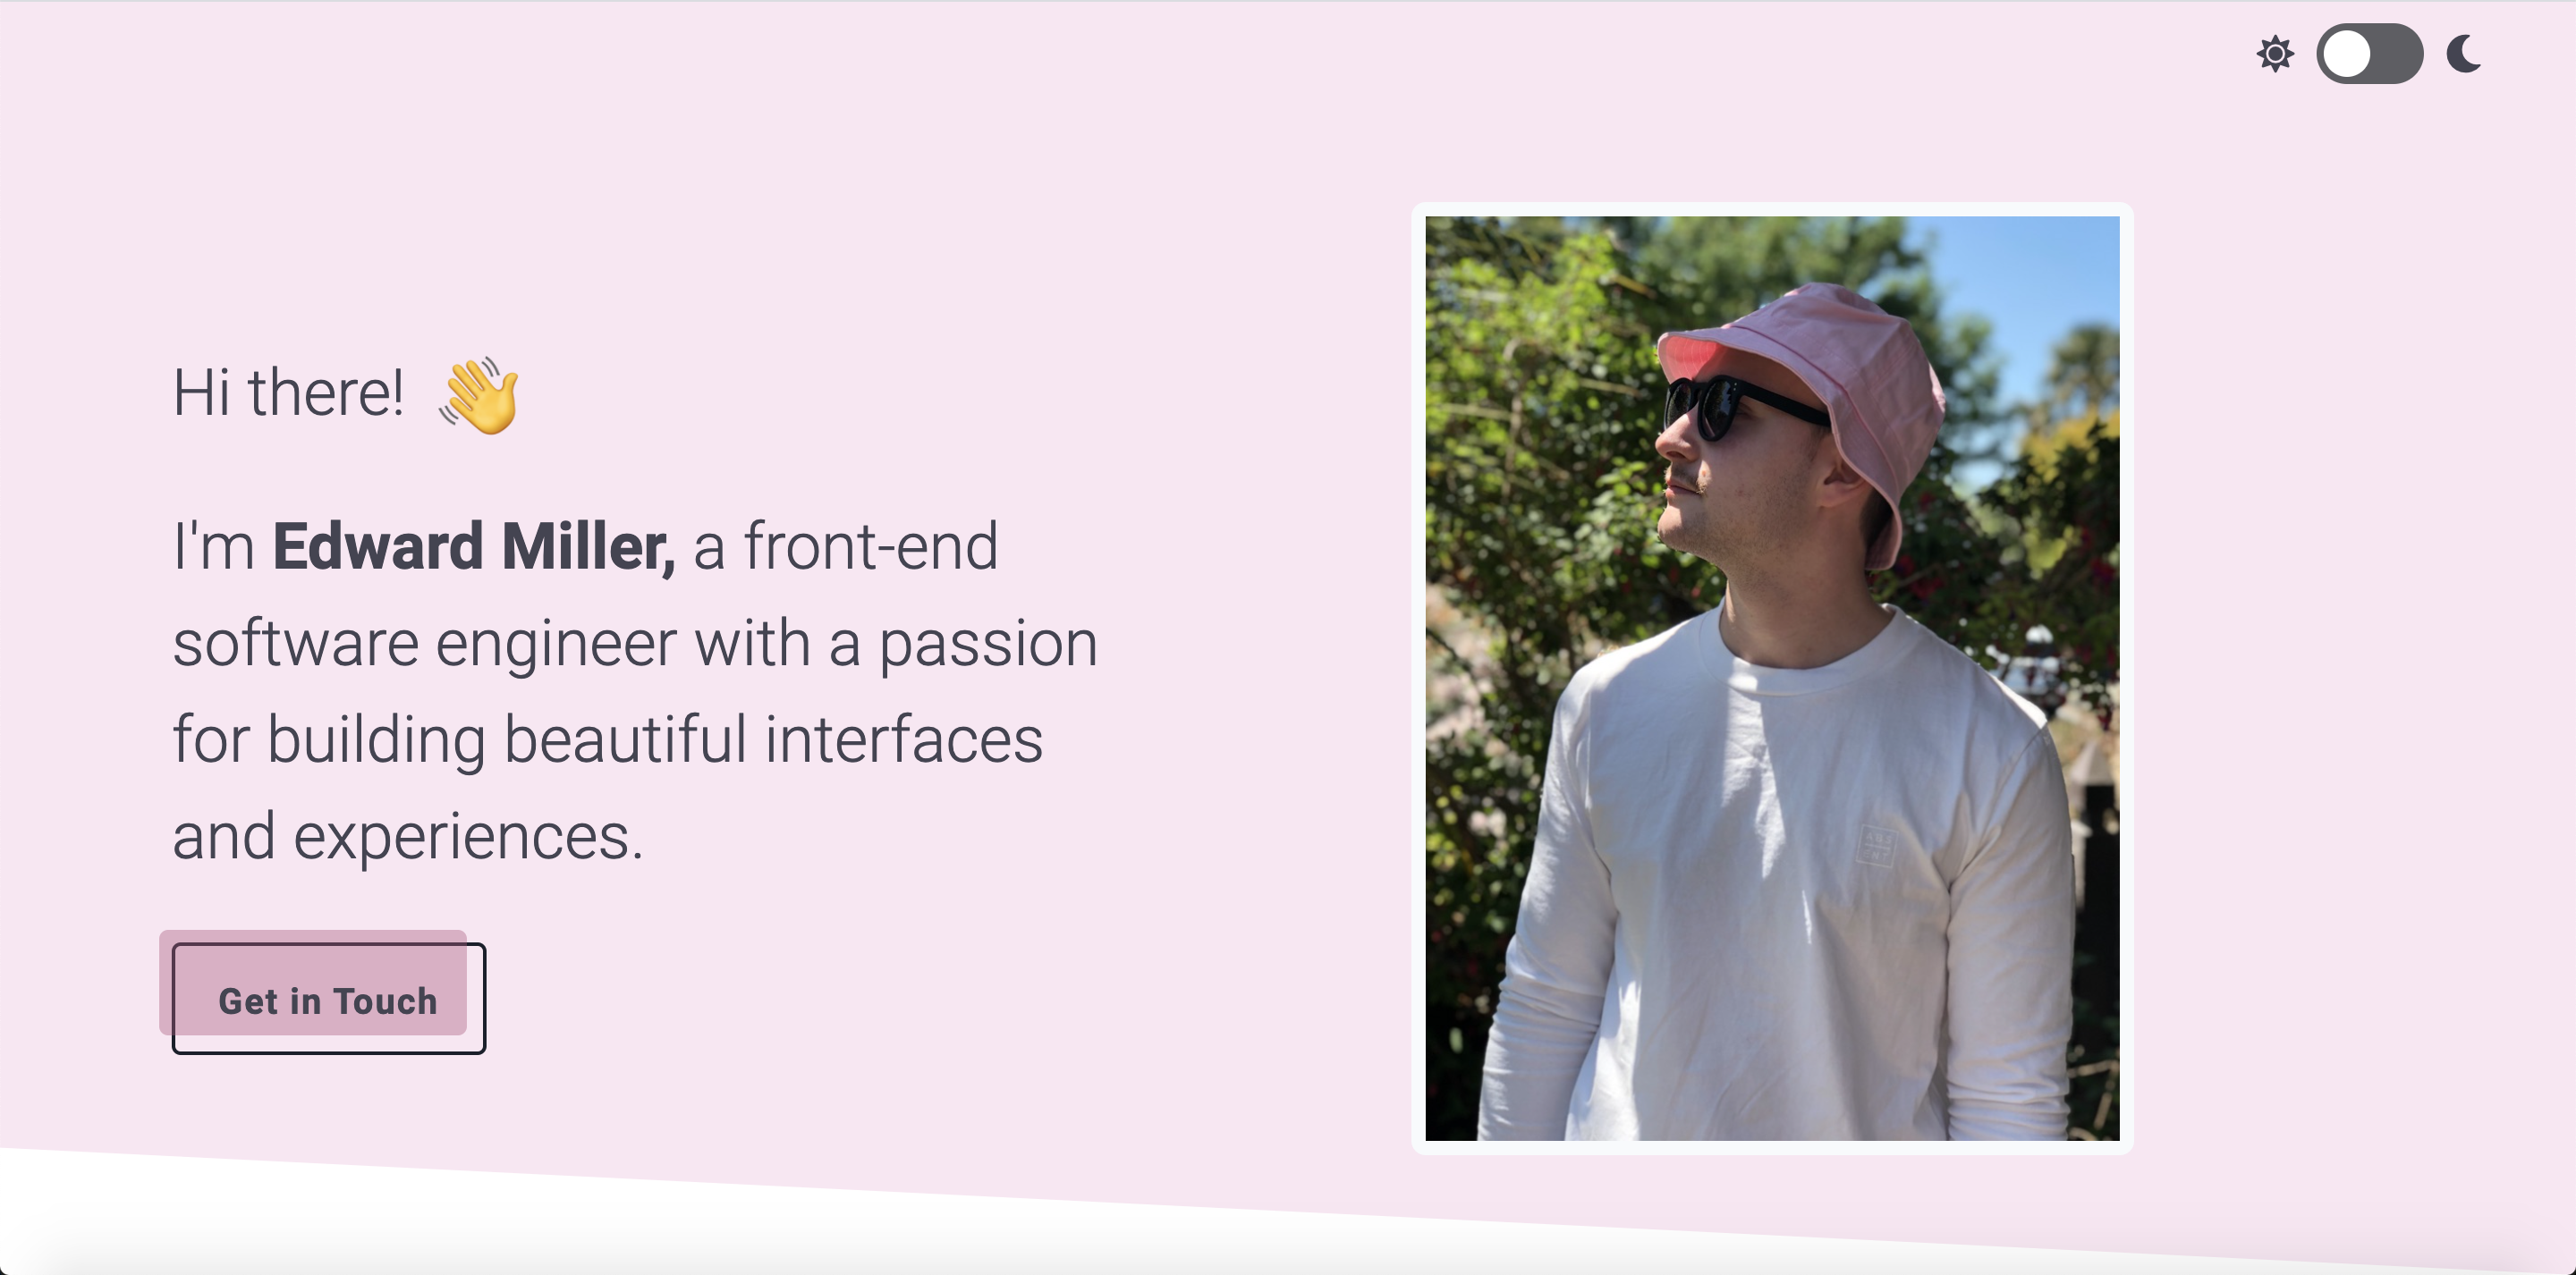 Hi there! 👋
I'm Edward Miller, a front-end
software engineer with a passion
for building beautiful interfaces
and experiences.
Get in Touch